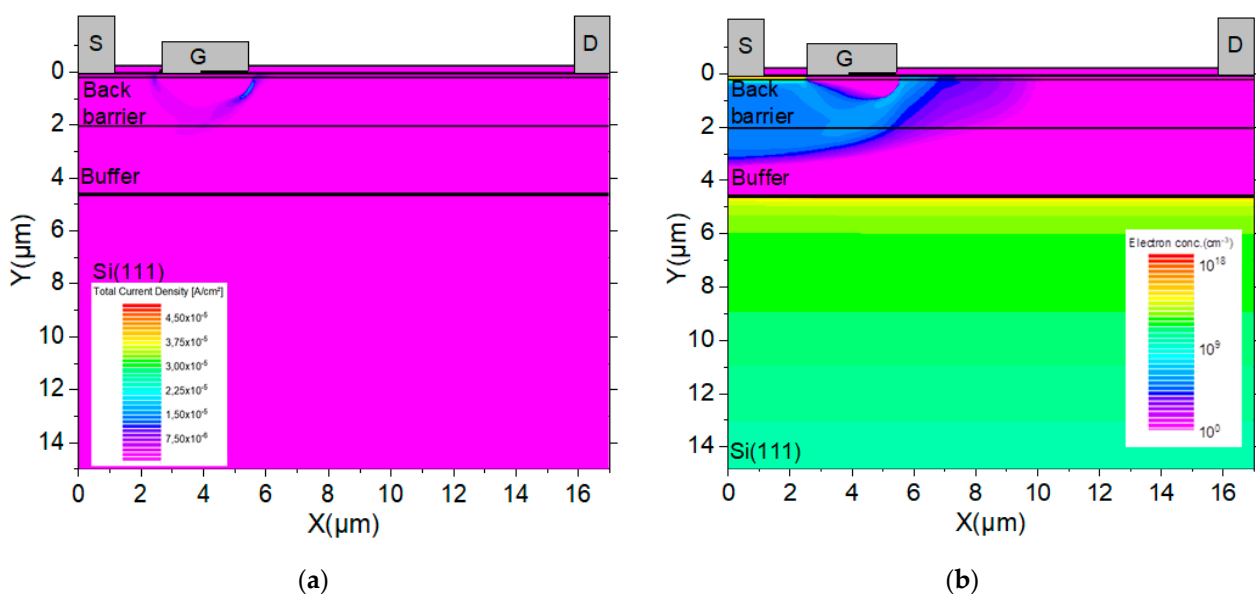 S
G
D
0
Back
barrier
2
Buffer
4
6
8
10
12
14
Y(μm)
Si(111)
Total Current Density [A/cm²]
4,50x10⁻⁵
3,75x10⁻⁵
3,00x10⁻⁵
2,25x10⁻⁵
1,50x10⁻⁵
7,50x10⁻⁶
0 2 4 6 8 10 12 14 16
X(μm)
(a)
S
G
D
0
Back
barrier
2
Buffer
4
6
8
10
12
14
Y(μm)
Electron conc.(cm⁻³)
10¹⁸
10⁹
10⁰
Si(111)
0 2 4 6 8 10 12 14 16
X(μm)
(b)